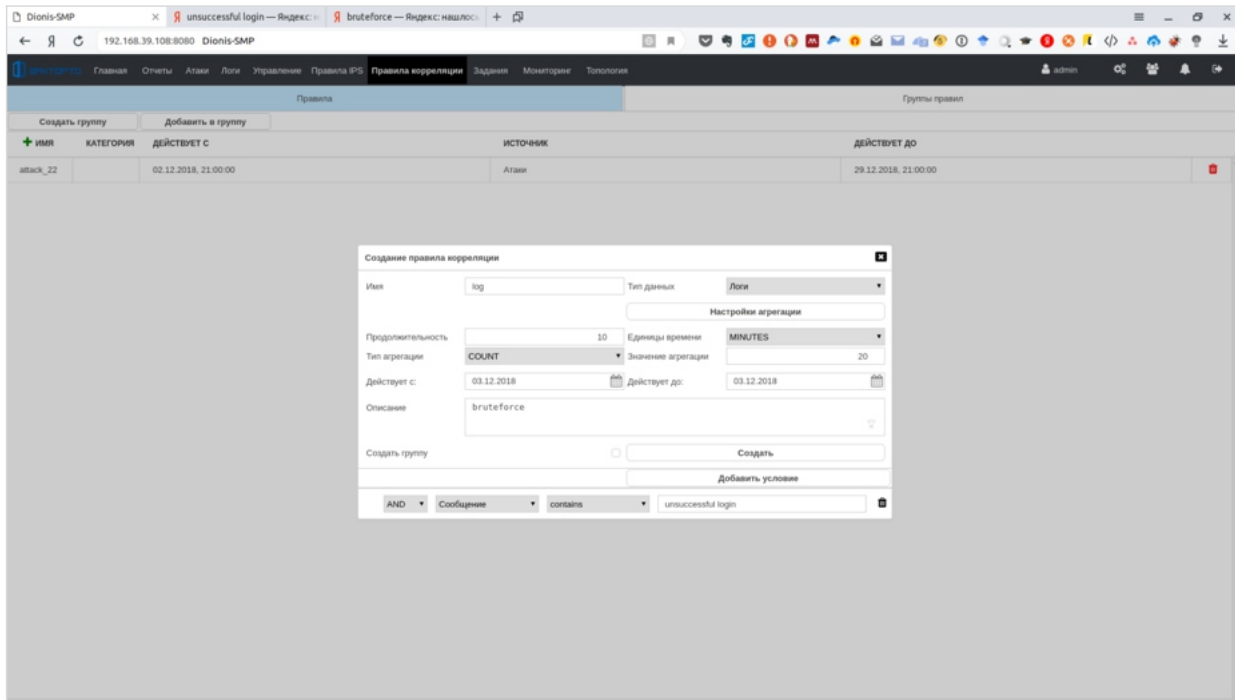 Dionis-SMP
unsuccessful login — Яндекс: н
bruteforce — Яндекс: нашлос
192.168.39.108:8080 Dionis-SMP
Главная Отчеты Атаки Логи Управление Правила IPS Правила корреляции Задания Мониторинг Топология admin
Правила Группы правил
Создать группу Добавить в группу
ИМЯ КАТЕГОРИЯ ДЕЙСТВУЕТ С ИСТОЧНИК ДЕЙСТВУЕТ ДО
attack_22 02.12.2018, 21:00:00 Атаки 29.12.2018, 21:00:00
Создание правила корреляции
Имя log Тип данных Логи
Настройки агрегации
Продолжительность 10 Единицы времени MINUTES
Тип агрегации COUNT Значение агрегации 20
Действует с: 03.12.2018 Действует до: 03.12.2018
Описание bruteforce
Создать группу Создать
Добавить условие
AND Сообщение contains unsuccessful login